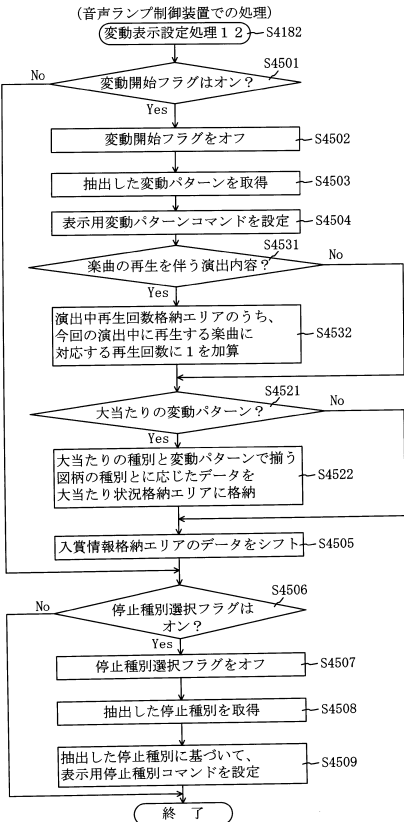 (音声ランプ制御装置での処理)
変動表示設定処理12 S4182
S4501
No
変動開始フラグはオン?
Yes
変動開始フラグをオフ S4502
抽出した変動パターンを取得 S4503
表示用変動パターンコマンドを設定 S4504
S4531
No
楽曲の再生を伴う演出内容?
Yes
演出中再生回数格納エリアのうち、
今回の演出中に再生する楽曲に
対応する再生回数に1を加算
S4532
S4521
No
大当たりの変動パターン?
Yes
大当たりの種別と変動パターンで揃う
図柄の種別とに応じたデータを
大当たり状況格納エリアに格納
S4522
入賞情報格納エリアのデータをシフト S4505
S4506
No
停止種別選択フラグは
オン?
Yes
停止種別選択フラグをオフ S4507
抽出した停止種別を取得 S4508
抽出した停止種別に基づいて、
表示用停止種別コマンドを設定
S4509
終 了